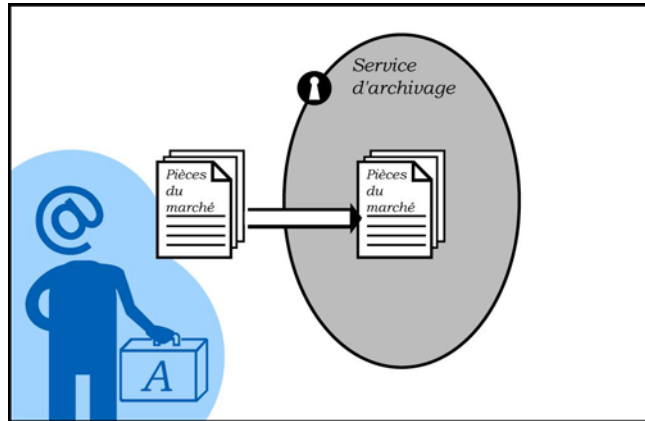 Service
d'archivage
Pièces
du
marché
Pièces
du
marché
@
A